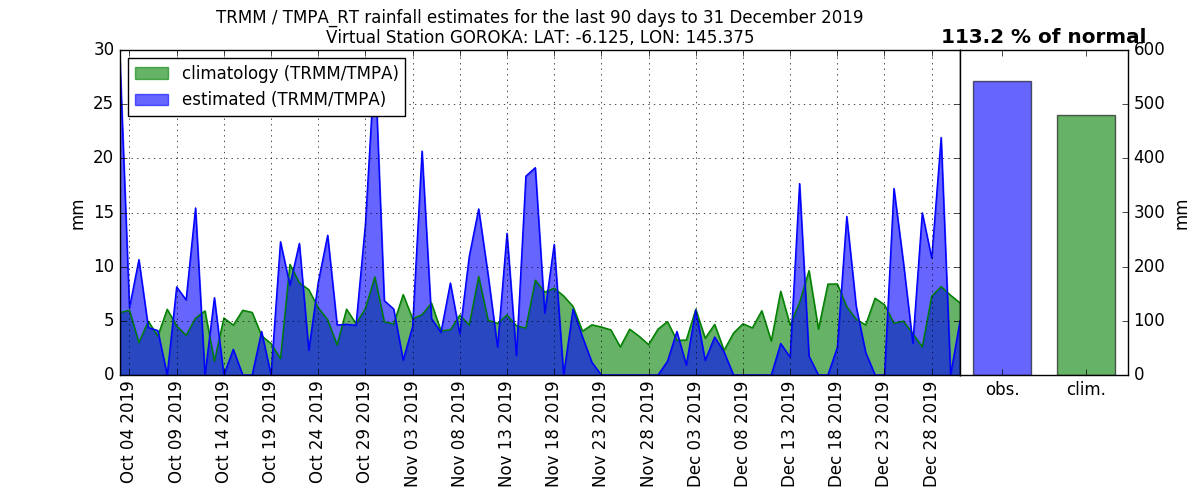 TRMM / TMPA_RT rainfall estimates for the last 90 days to 31 December 2019
Virtual Station GOROKA: LAT: -6.125, LON: 145.375
113.2 % of normal
climatology (TRMM/TMPA)
estimated (TRMM/TMPA)
30
25
20
15
10
5
0
mm
600
500
400
300
200
100
0
mm
Oct 04 2019
Oct 09 2019
Oct 14 2019
Oct 19 2019
Oct 24 2019
Oct 29 2019
Nov 03 2019
Nov 08 2019
Nov 13 2019
Nov 18 2019
Nov 23 2019
Nov 28 2019
Dec 03 2019
Dec 08 2019
Dec 13 2019
Dec 18 2019
Dec 23 2019
Dec 28 2019
obs.
clim.